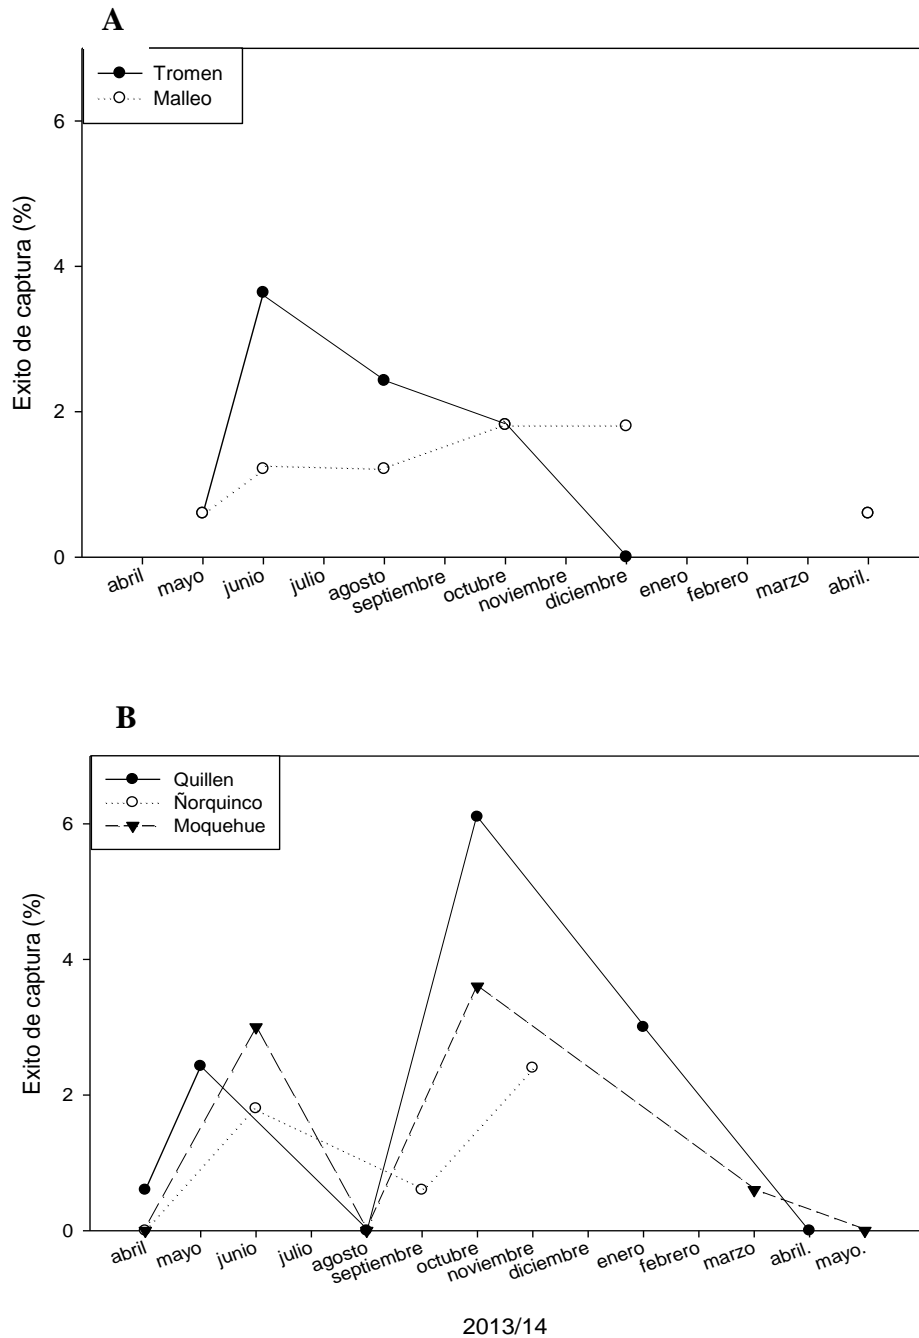 A
Tromen
Malleo
6
4
2
0
Exito de captura (%)
abril mayo junio julio agosto septiembre octubre noviembre diciembre enero febrero marzo abril.
B
Quillen
Ñorquinco
Moquehue
6
4
2
0
Exito de captura (%)
abril mayo junio julio agosto septiembre octubre noviembre diciembre enero febrero marzo abril. mayo.
2013/14